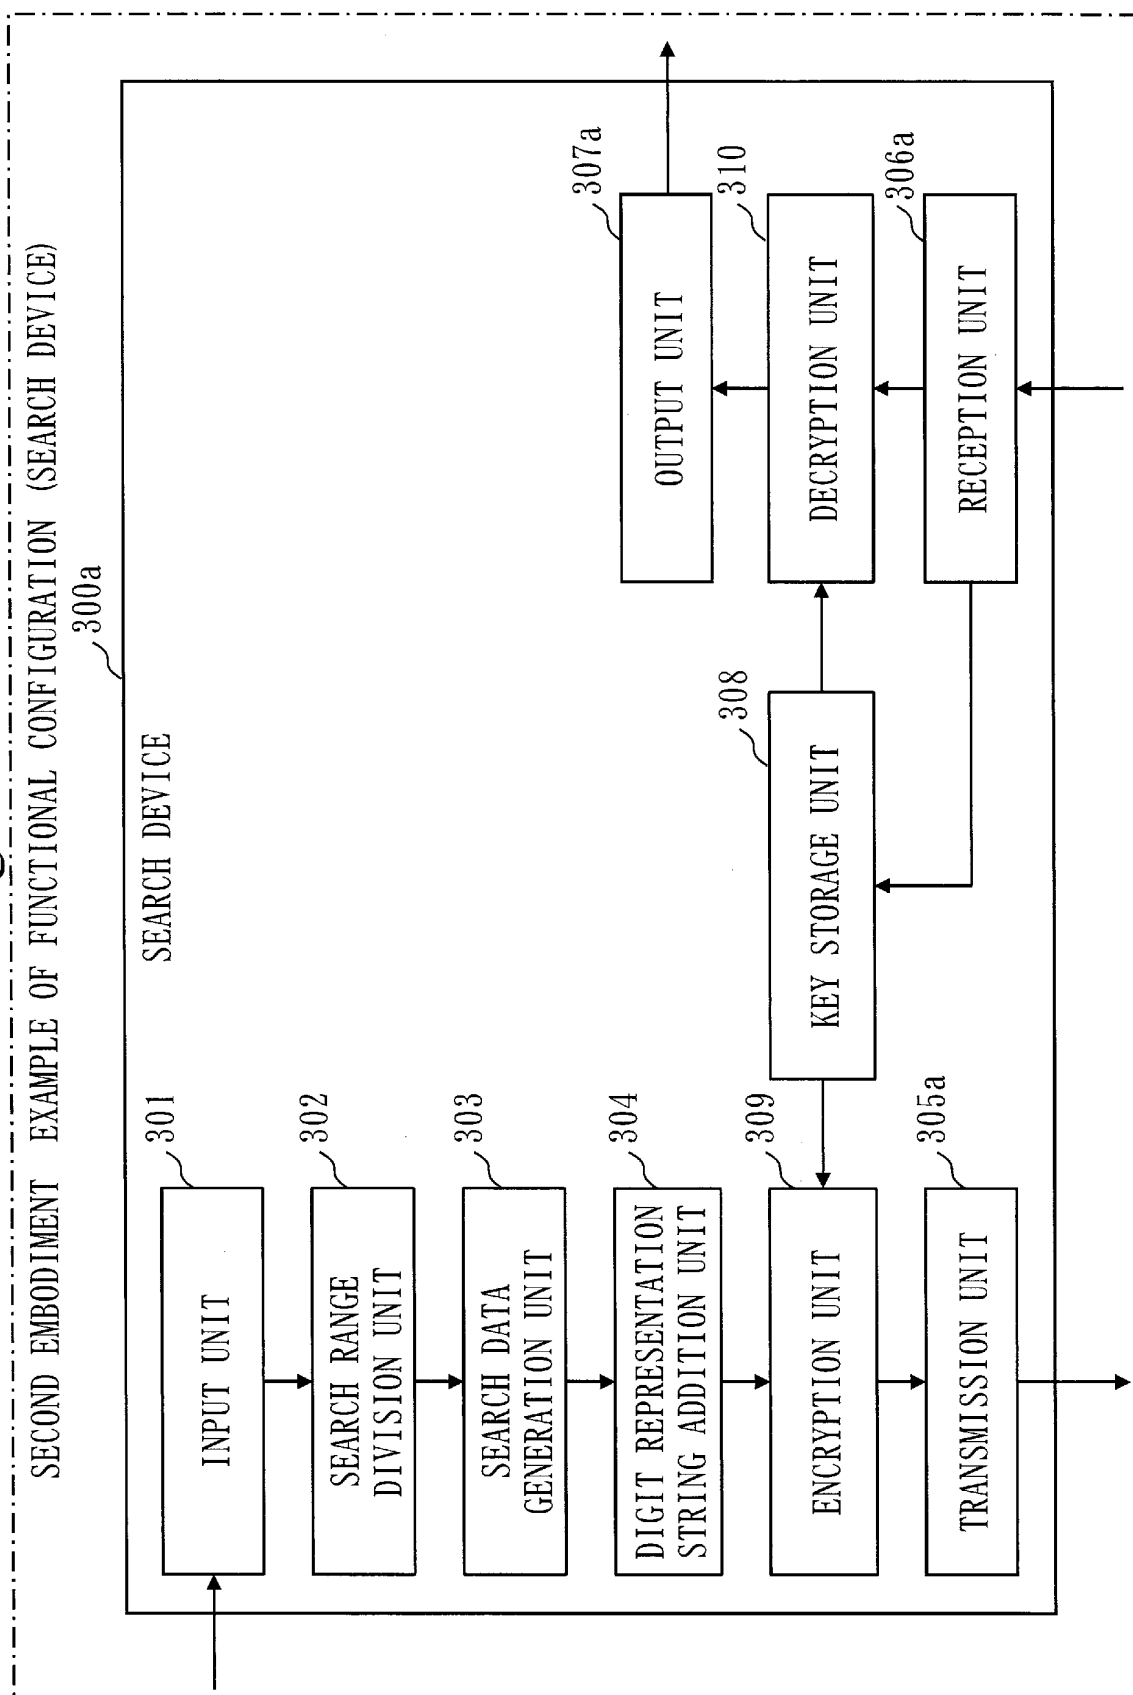 SECOND EMBODIMENT EXAMPLE OF FUNCTIONAL CONFIGURATION (SEARCH DEVICE)
300a
SEARCH DEVICE
301
INPUT UNIT
302
SEARCH RANGE
DIVISION UNIT
303
SEARCH DATA
GENERATION UNIT
304
DIGIT REPRESENTATION
STRING ADDITION UNIT
309
ENCRYPTION UNIT
305a
TRANSMISSION UNIT
308
KEY STORAGE UNIT
307a
OUTPUT UNIT
310
DECRYPTION UNIT
306a
RECEPTION UNIT